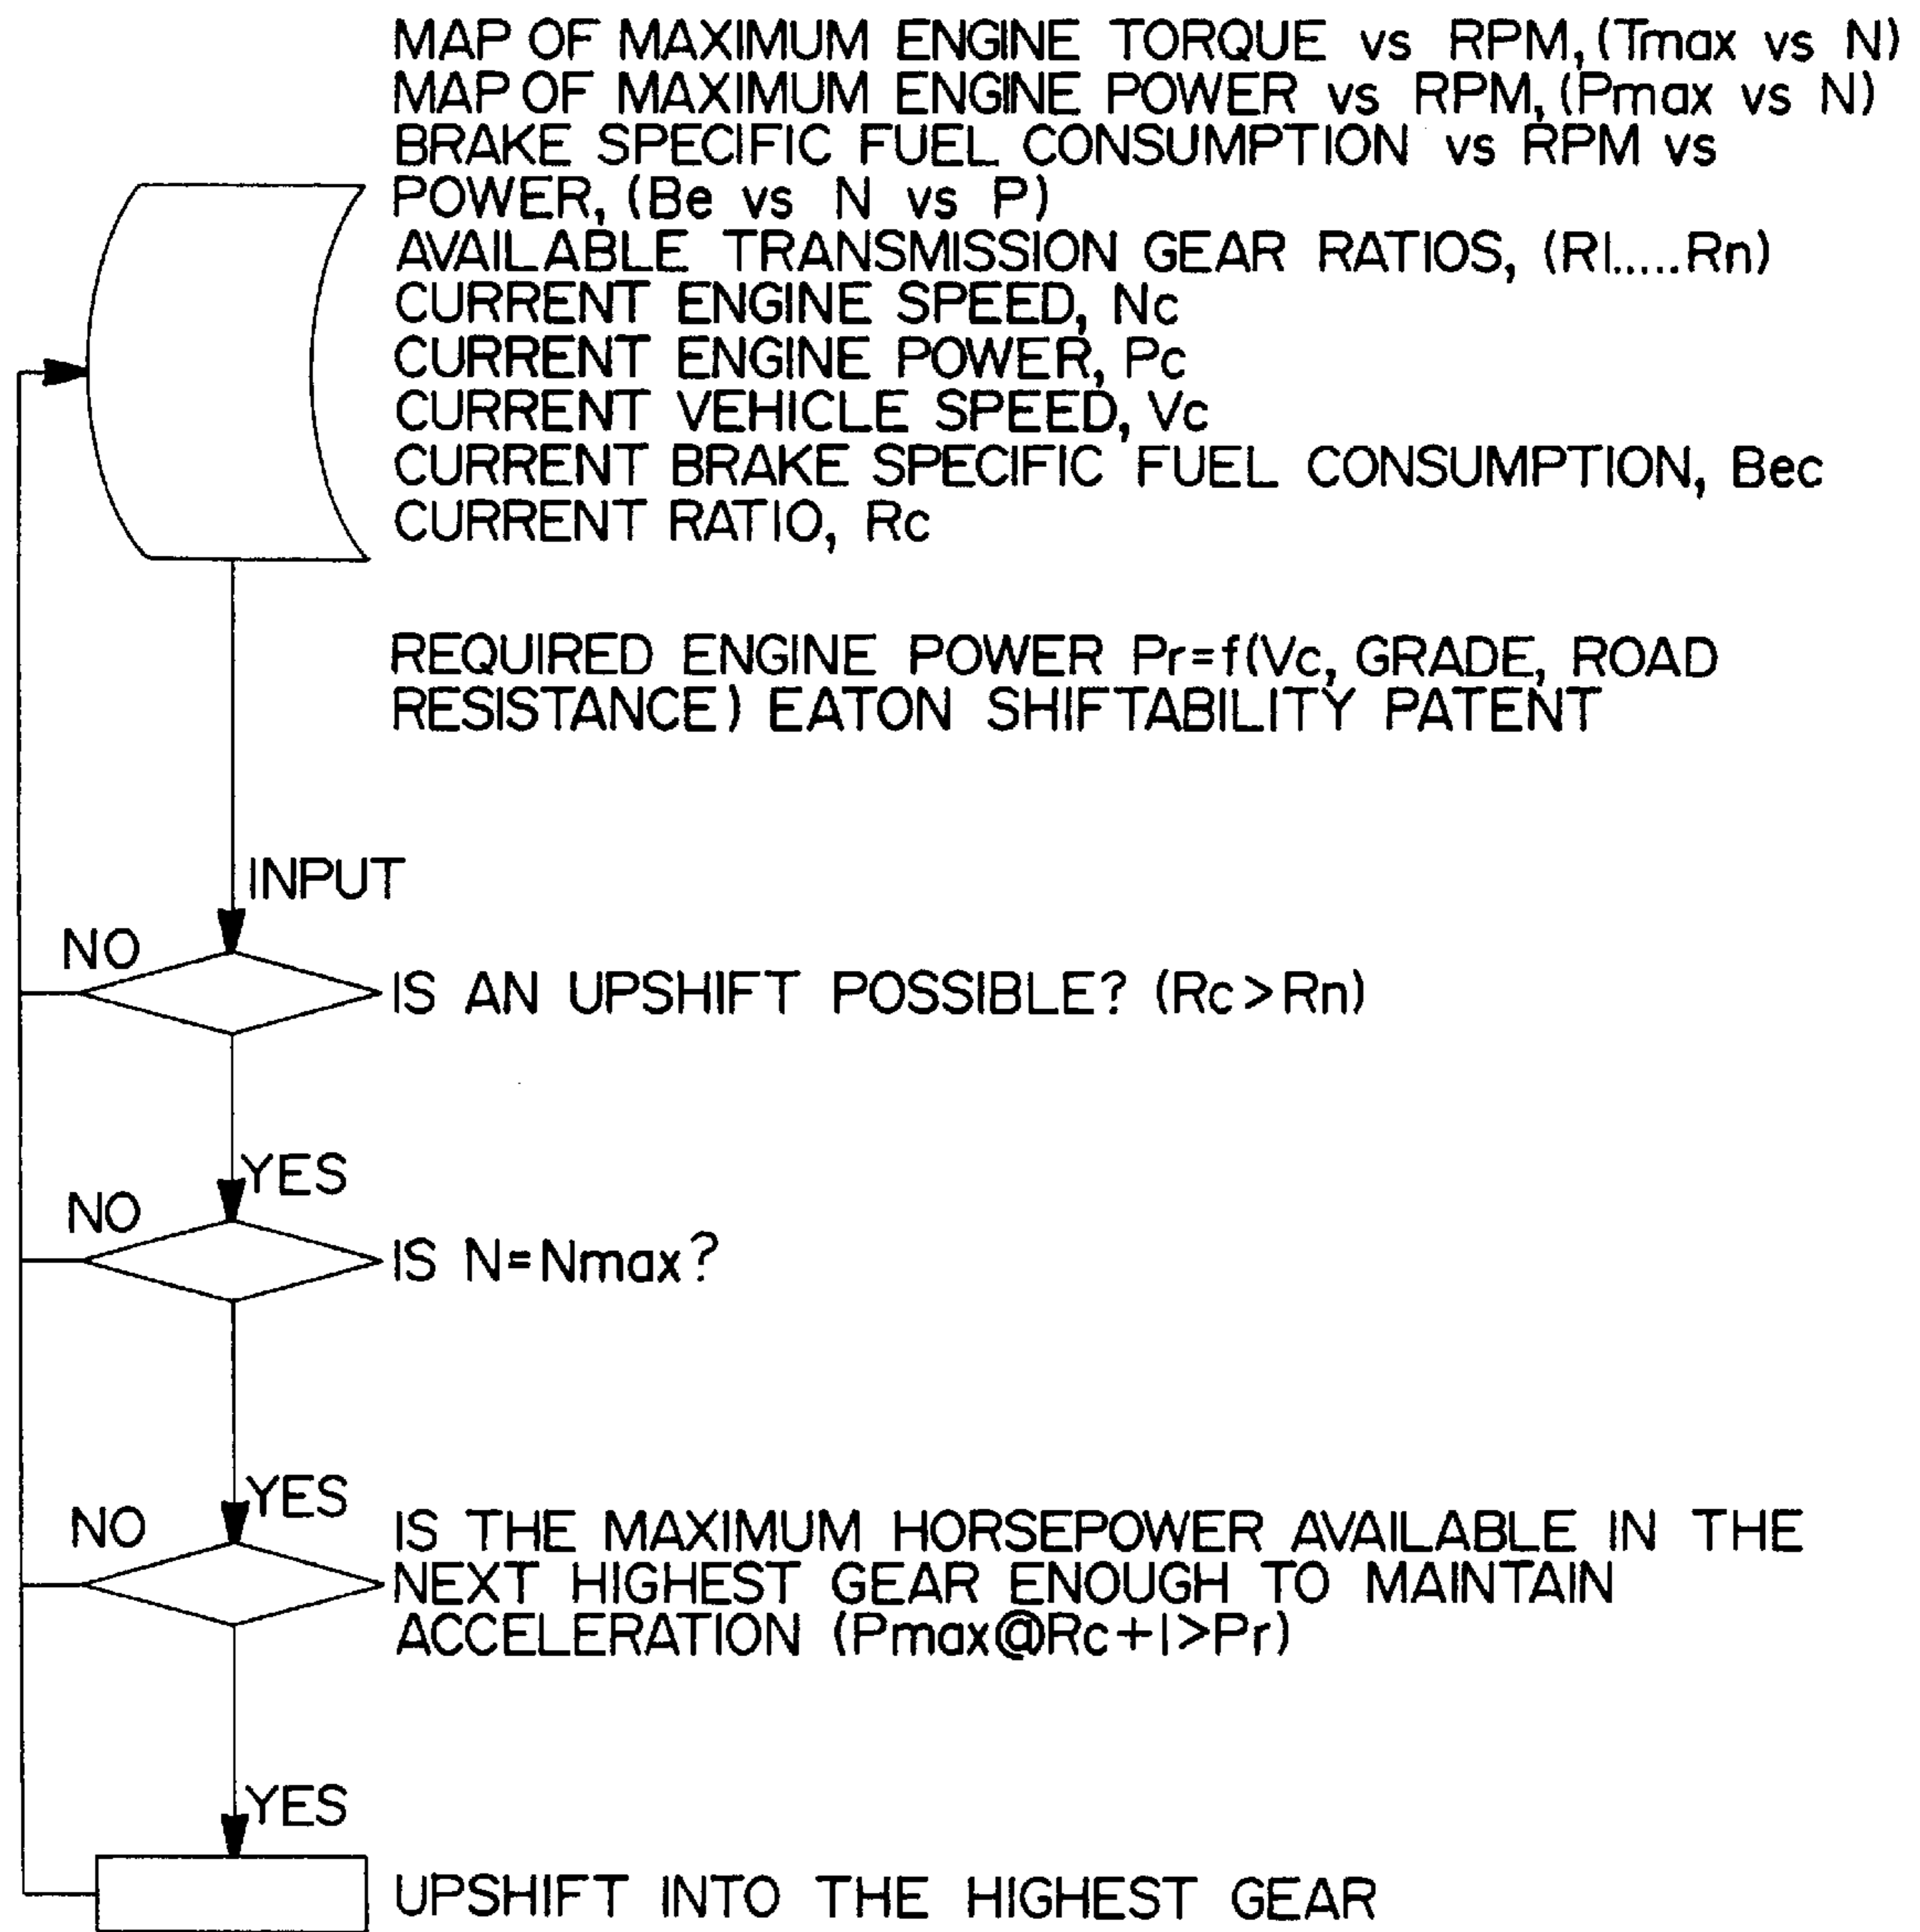 MAP OF MAXIMUM ENGINE TORQUE vs RPM, (Tmax vs N)
MAP OF MAXIMUM ENGINE POWER vs RPM, (Pmax vs N)
BRAKE SPECIFIC FUEL CONSUMPTION vs RPM vs
POWER, (Be vs N vs P)
AVAILABLE TRANSMISSION GEAR RATIOS, (R1.....Rn)
CURRENT ENGINE SPEED, Nc
CURRENT ENGINE POWER, Pc
CURRENT VEHICLE SPEED, Vc
CURRENT BRAKE SPECIFIC FUEL CONSUMPTION, Bec
CURRENT RATIO, Rc
REQUIRED ENGINE POWER Pr=f(Vc, GRADE, ROAD
RESISTANCE) EATON SHIFTABILITY PATENT
INPUT
NO
IS AN UPSHIFT POSSIBLE? (Rc>Rn)
YES
NO
IS N=Nmax?
YES
NO
IS THE MAXIMUM HORSEPOWER AVAILABLE IN THE
NEXT HIGHEST GEAR ENOUGH TO MAINTAIN
ACCELERATION (Pmax@Rc+1>Pr)
YES
UPSHIFT INTO THE HIGHEST GEAR